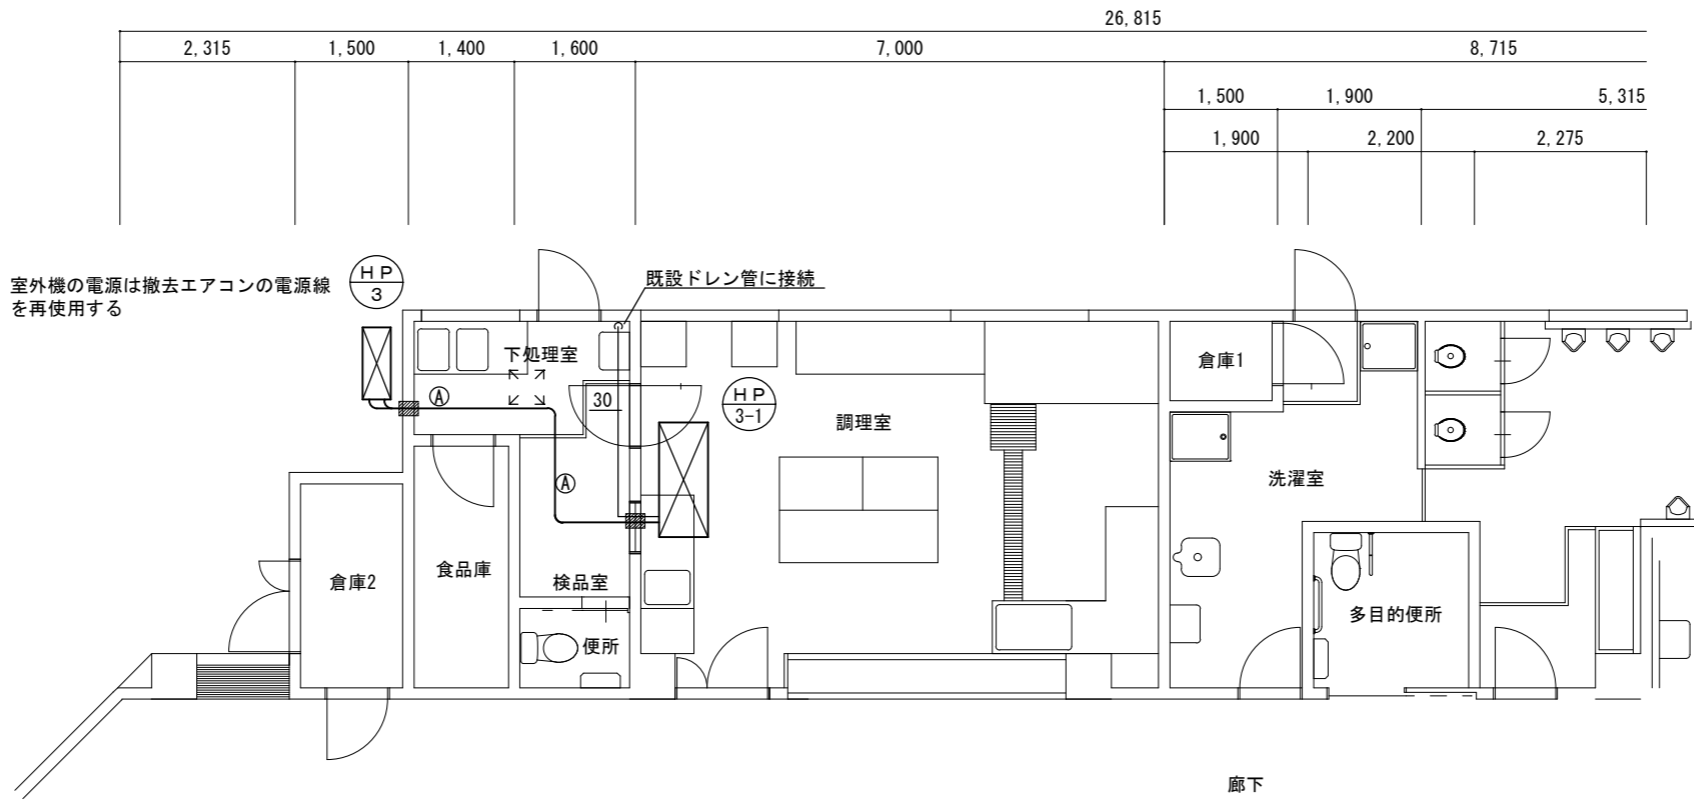 26,815
2,315
1,500
1,400
1,600
7,000
8,715
1,500
1,900
5,315
1,900
2,200
2,275
室外機の電源は撤去エアコンの電源線
を再使用する
HP
3
既設ドレン管に接続
下処理室
Ⓐ
30
HP
3-1
調理室
倉庫1
Ⓐ
洗濯室
倉庫2
食品庫
検品室
便所
多目的便所
廊下